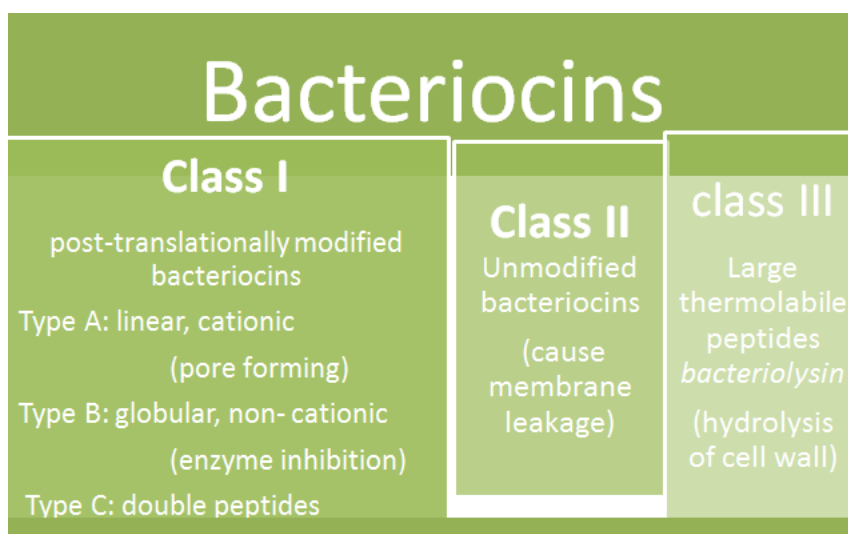 Bacteriocins
Class I
post-translationally modified
bacteriocins
Type A: linear, cationic
(pore forming)
Type B: globular, non- cationic
(enzyme inhibition)
Type C: double peptides
Class II
Unmodified
bacteriocins
(cause
membrane
leakage)
class III
Large
thermolabile
peptides
bacteriolysin
(hydrolysis
of cell wall)